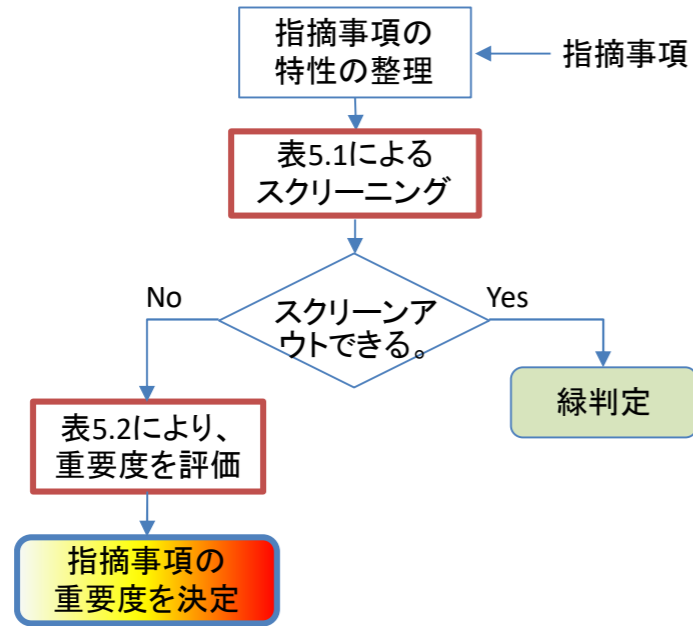 指摘事項の
特性の整理
指摘事項
表5.1による
スクリーニング
No
Yes
スクリーンア
ウトできる。
緑判定
表5.2により、
重要度を評価
指摘事項の
重要度を決定